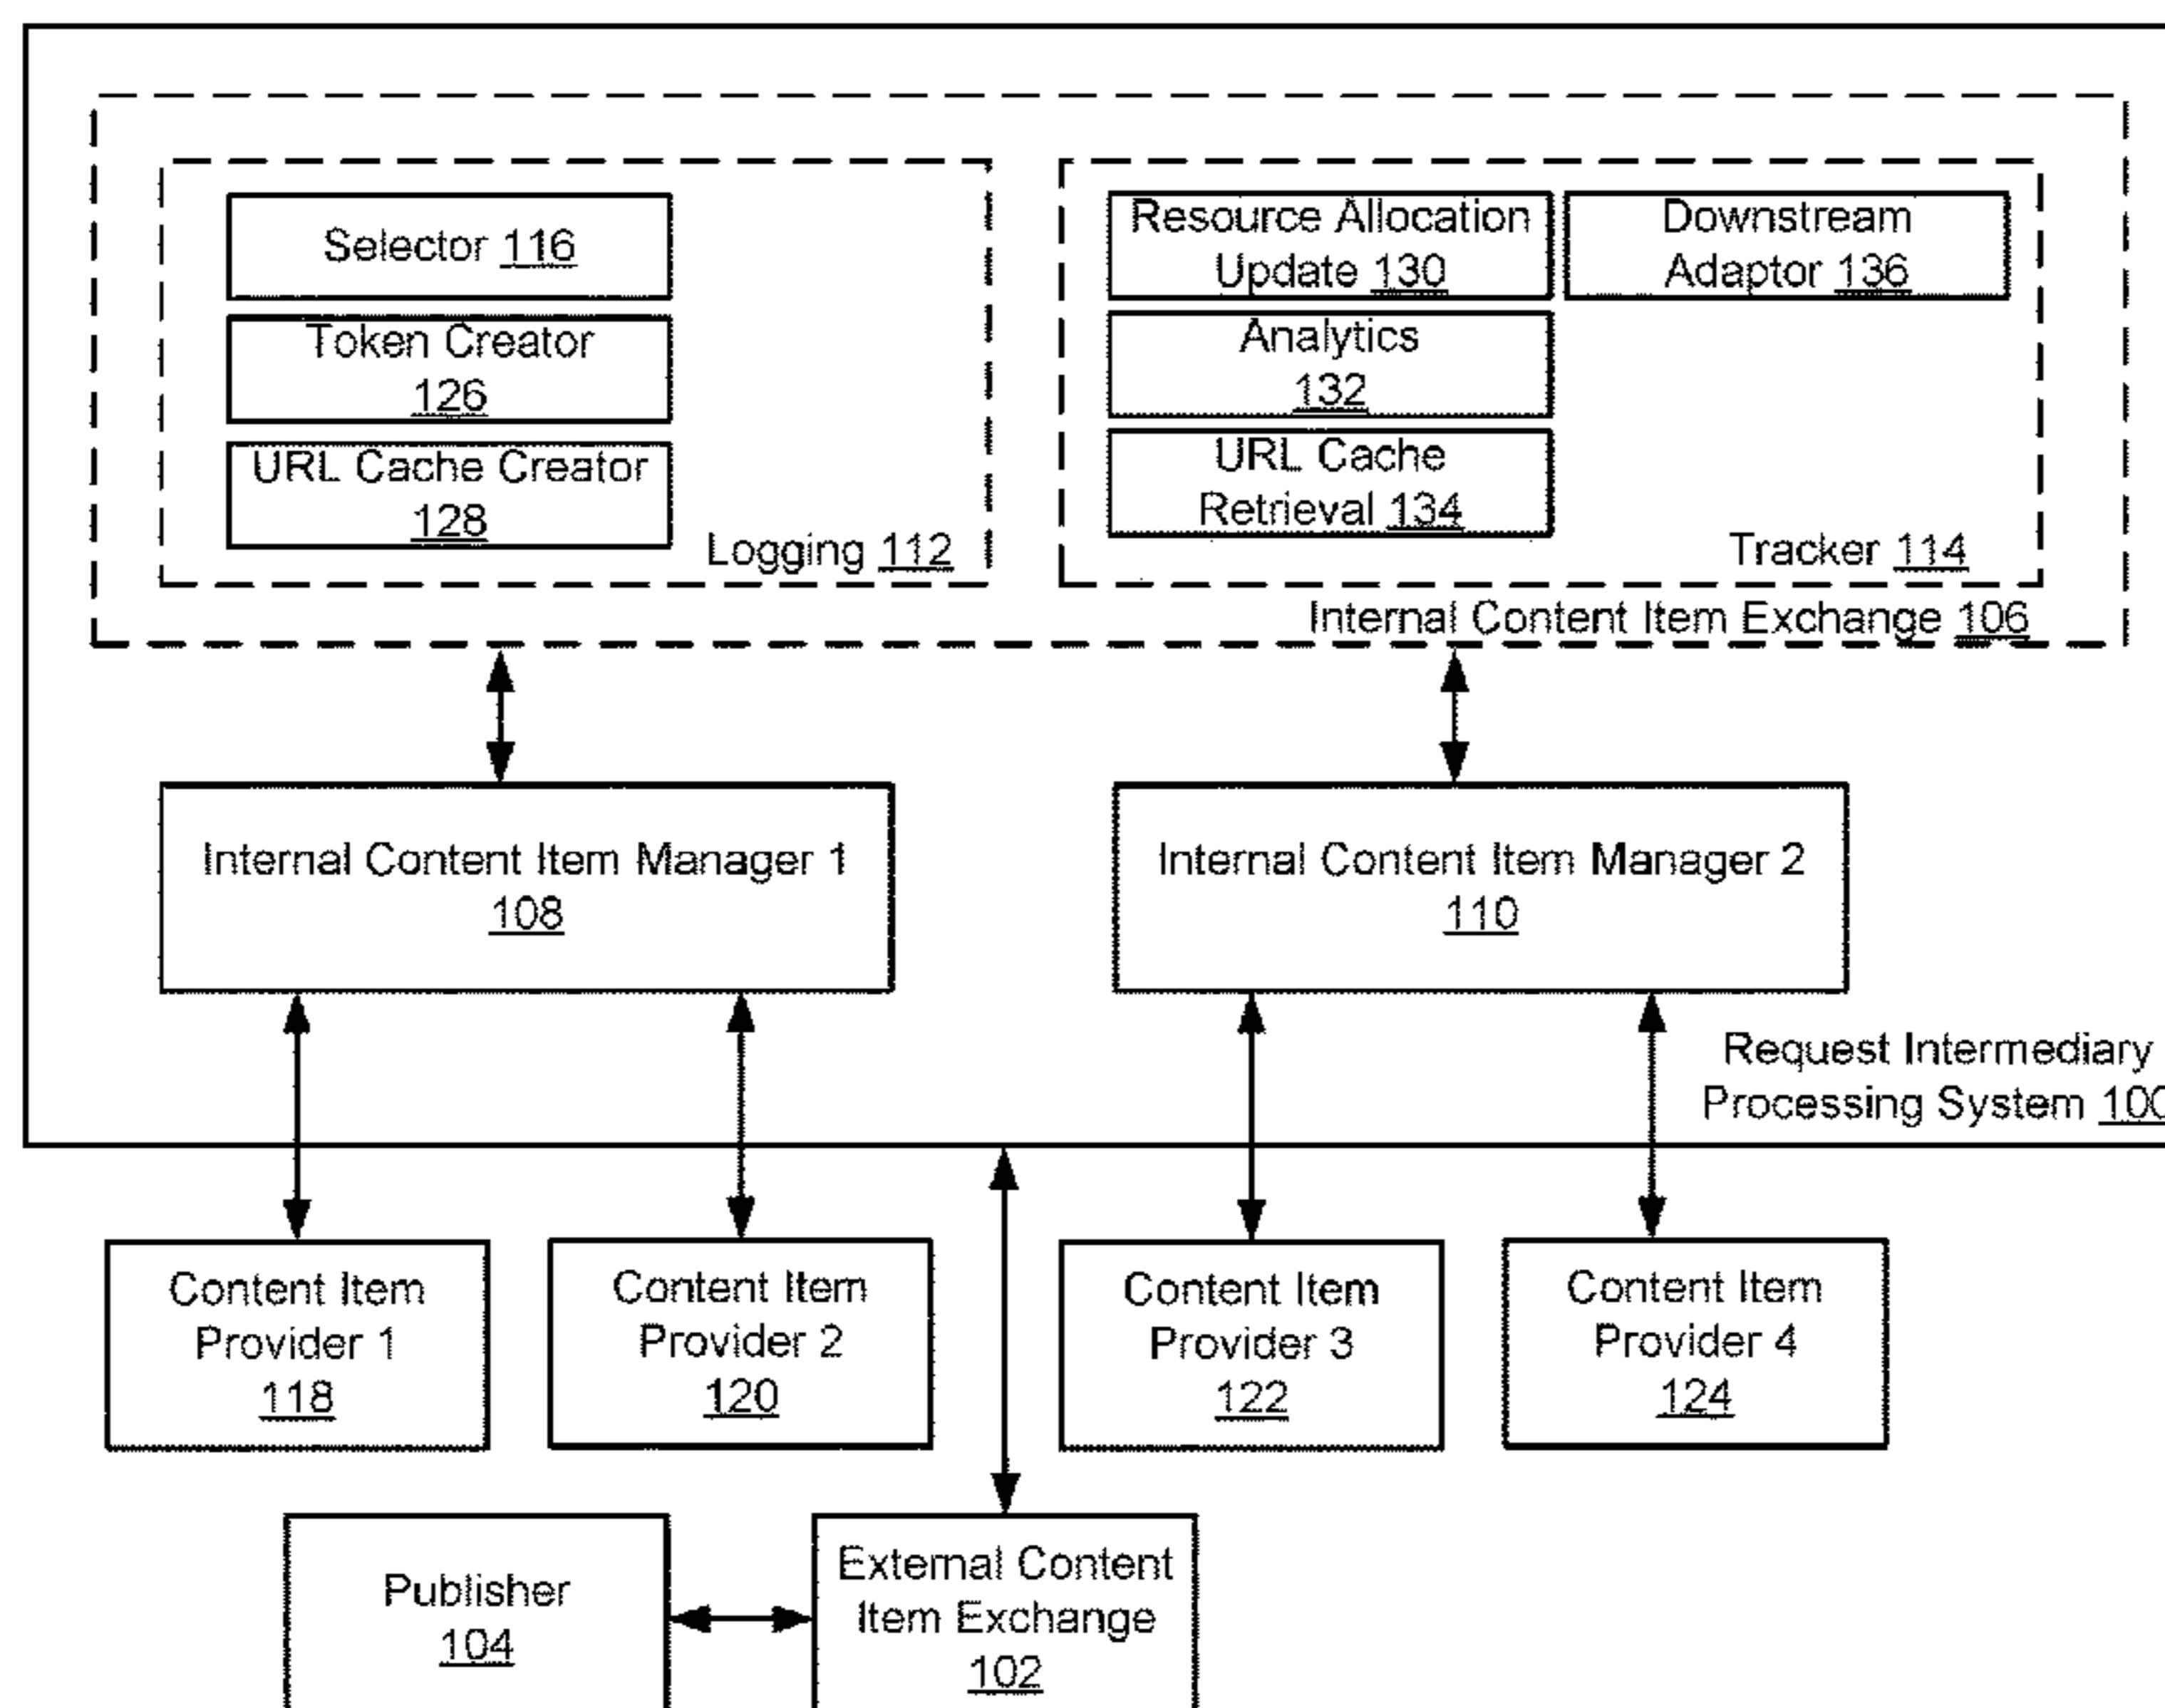 Selector 116
Token Creator
126
URL Cache Creator
128
Logging 112
Resource Allocation
Update 130
Downstream
Adaptor 136
Analytics
132
URL Cache
Retrieval 134
Tracker 114
Internal Content Item Exchange 106
Internal Content Item Manager 1
108
Internal Content Item Manager 2
110
Request Intermediary
Processing System 100
Content Item
Provider 1
118
Content Item
Provider 2
120
Content Item
Provider 3
122
Content Item
Provider 4
124
Publisher
104
External Content
Item Exchange
102